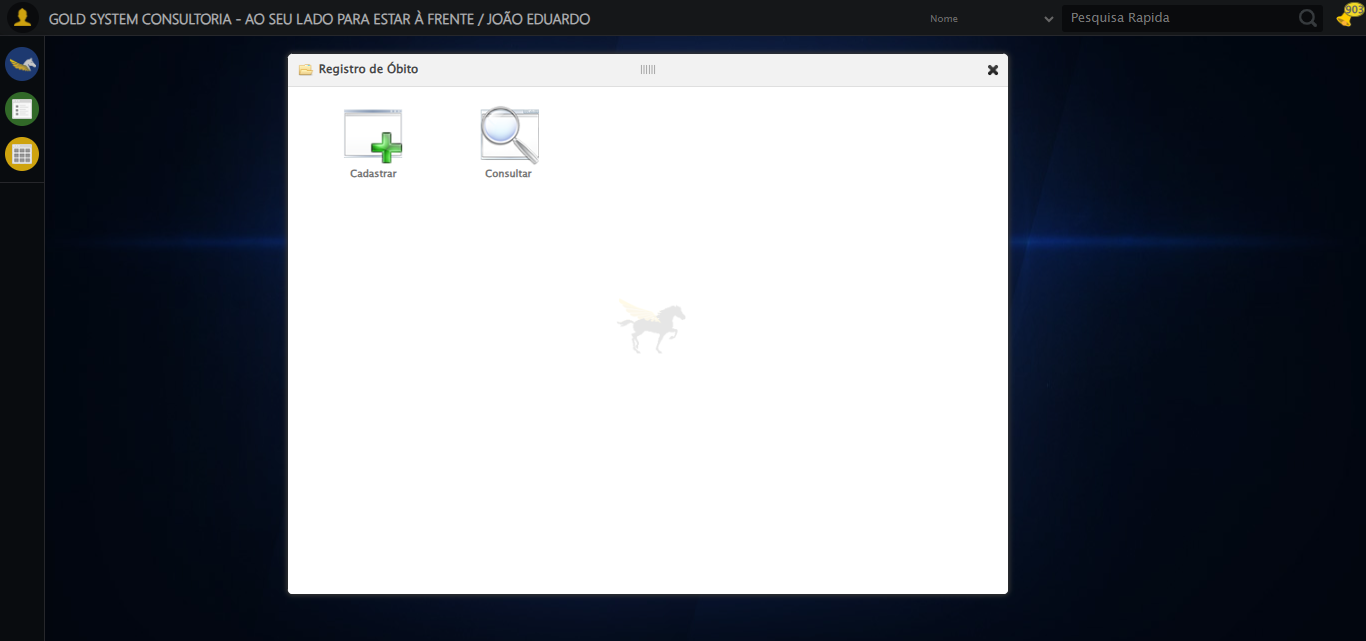 GOLD SYSTEM CONSULTORIA - AO SEU LADO PARA ESTAR À FRENTE / JOÃO EDUARDO
Nome
Pesquisa Rapida
903
Registro de Óbito
Cadastrar
Consultar